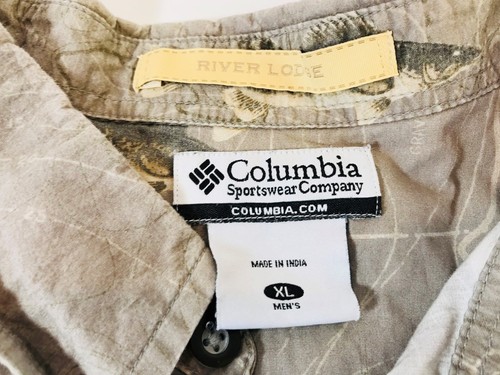 RIVER LODGE
Columbia
Sportswear Company
COLUMBIA.COM
MADE IN INDIA
XL
MEN'S